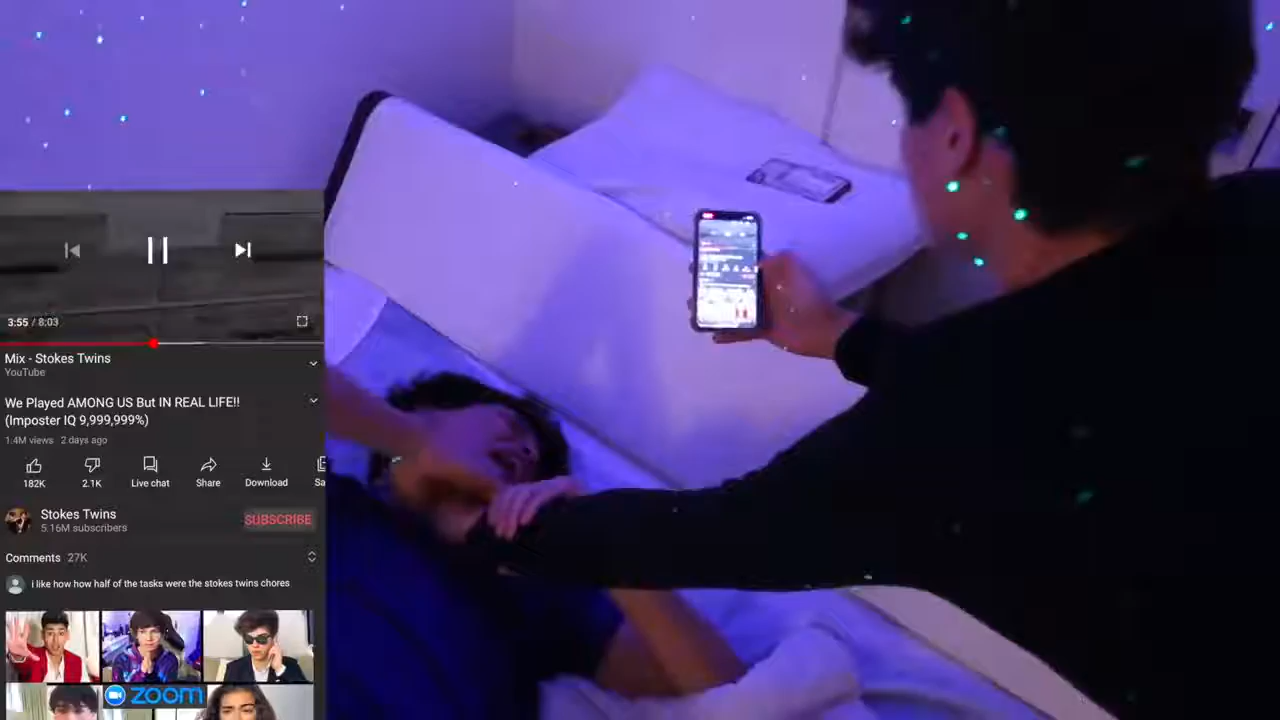 3:55 / 8:03
Mix - Stokes Twins
YouTube
We Played AMONG US But IN REAL LIFE!!
(Imposter IQ 9,999,999%)
1.4M views 2 days ago
182K
2.1K
Live chat
Share
Download
Sa
Stokes Twins
5.16M subscribers
SUBSCRIBE
Comments 27K
i like how how half of the tasks were the stokes twins chores
zoom